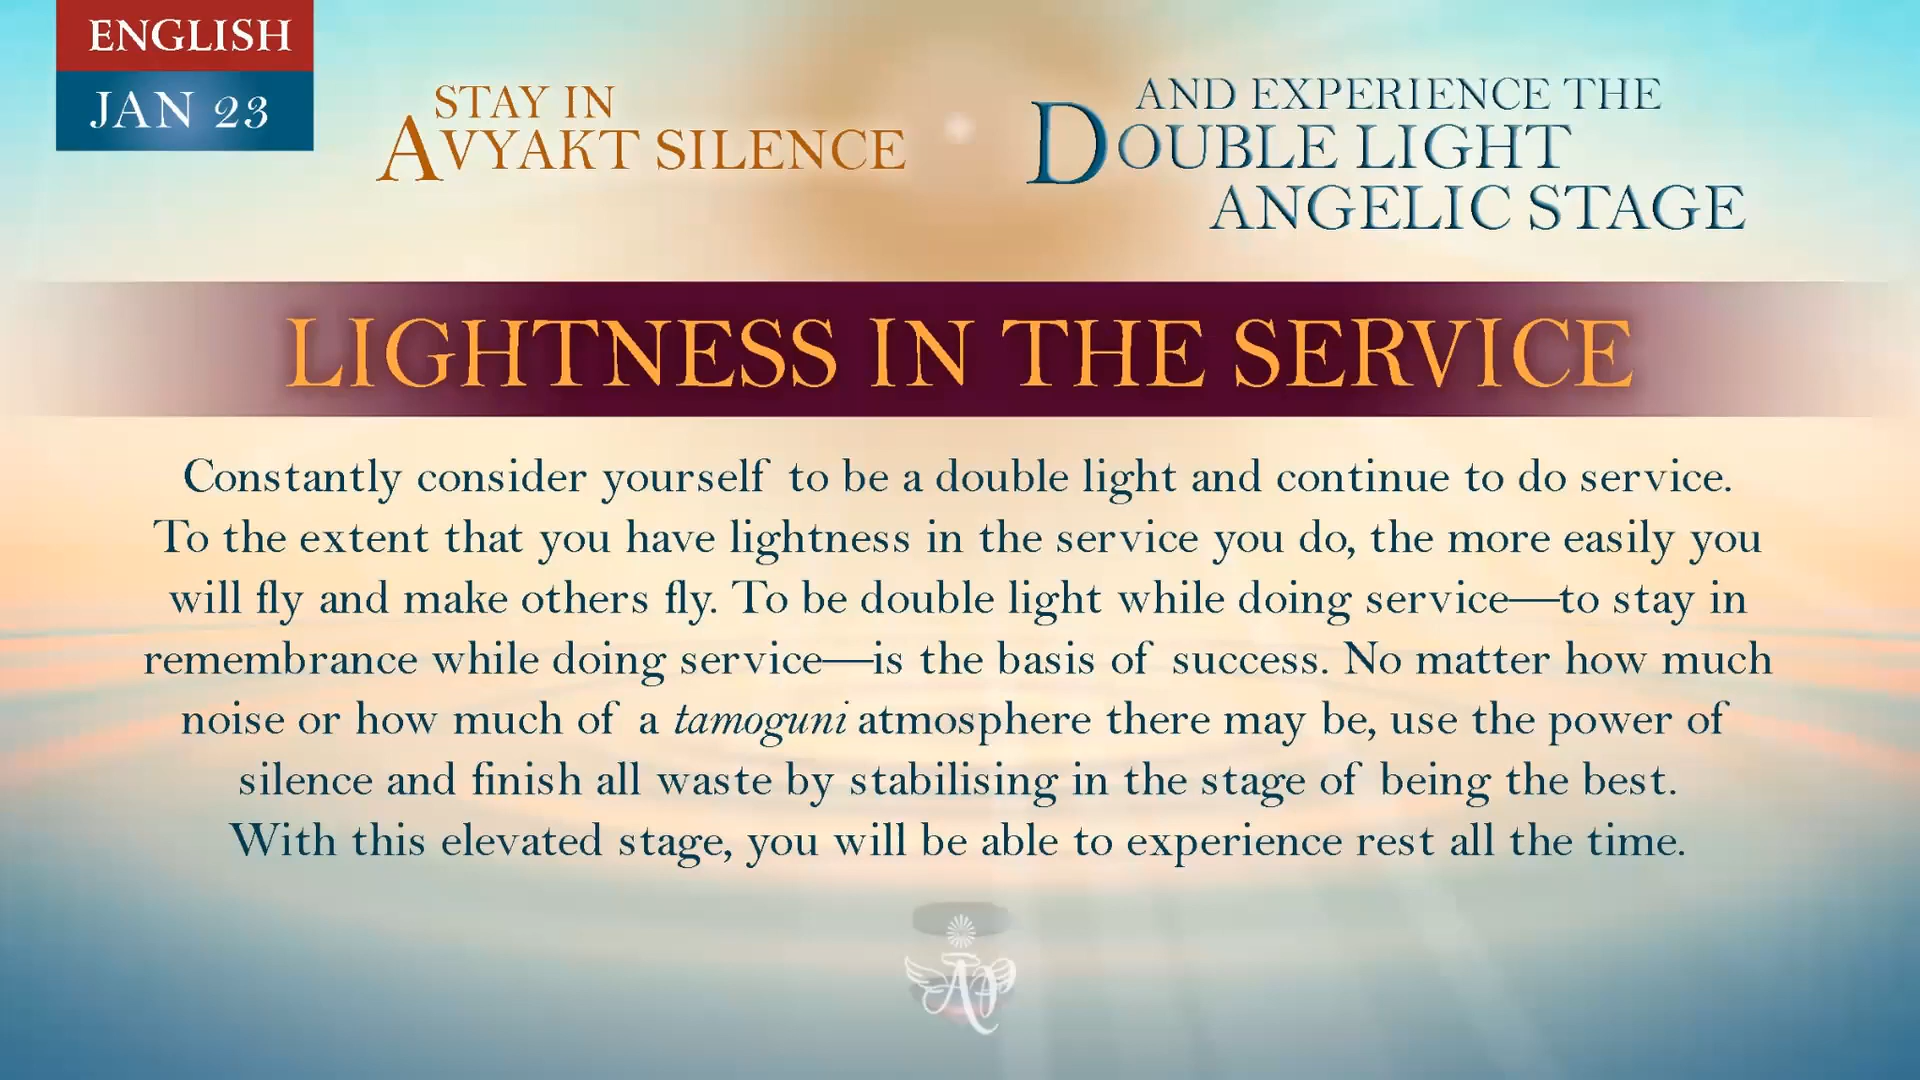 ENGLISH
JAN 23
STAY IN
AVYAKT SILENCE
AND EXPERIENCE THE
DOUBLE LIGHT
ANGELIC STAGE
LIGHTNESS IN THE SERVICE
Constantly consider yourself to be a double light and continue to do service.
To the extent that you have lightness in the service you do, the more easily you
will fly and make others fly. To be double light while doing service—to stay in
remembrance while doing service—is the basis of success. No matter how much
noise or how much of a tamoguni atmosphere there may be, use the power of
silence and finish all waste by stabilising in the stage of being the best.
With this elevated stage, you will be able to experience rest all the time.